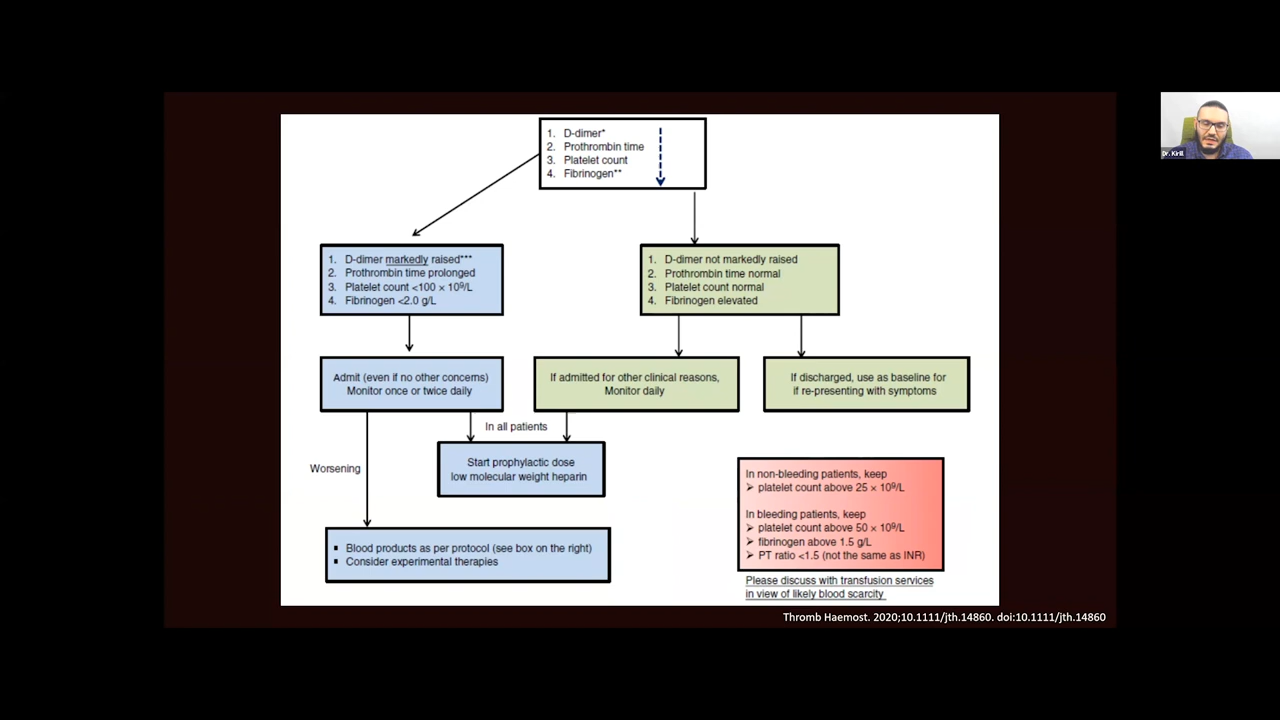 1. D-dimer*
2. Prothrombin time
3. Platelet count
4. Fibrinogen**
1. D-dimer markedly raised***
2. Prothrombin time prolonged
3. Platelet count <100 × 10⁹/L
4. Fibrinogen <2.0 g/L
1. D-dimer not markedly raised
2. Prothrombin time normal
3. Platelet count normal
4. Fibrinogen elevated
Admit (even if no other concerns)
Monitor once or twice daily
If admitted for other clinical reasons,
Monitor daily
If discharged, use as baseline for
if re-presenting with symptoms
In all patients
Worsening
Start prophylactic dose
low molecular weight heparin
▪ Blood products as per protocol (see box on the right)
▪ Consider experimental therapies
In non-bleeding patients, keep
➢ platelet count above 25 × 10⁹/L
In bleeding patients, keep
➢ platelet count above 50 × 10⁹/L
➢ fibrinogen above 1.5 g/L
➢ PT ratio <1.5 (not the same as INR)
Please discuss with transfusion services
in view of likely blood scarcity
Thromb Haemost. 2020;10.1111/jth.14860. doi:10.1111/jth.14860
Dr. Kirill